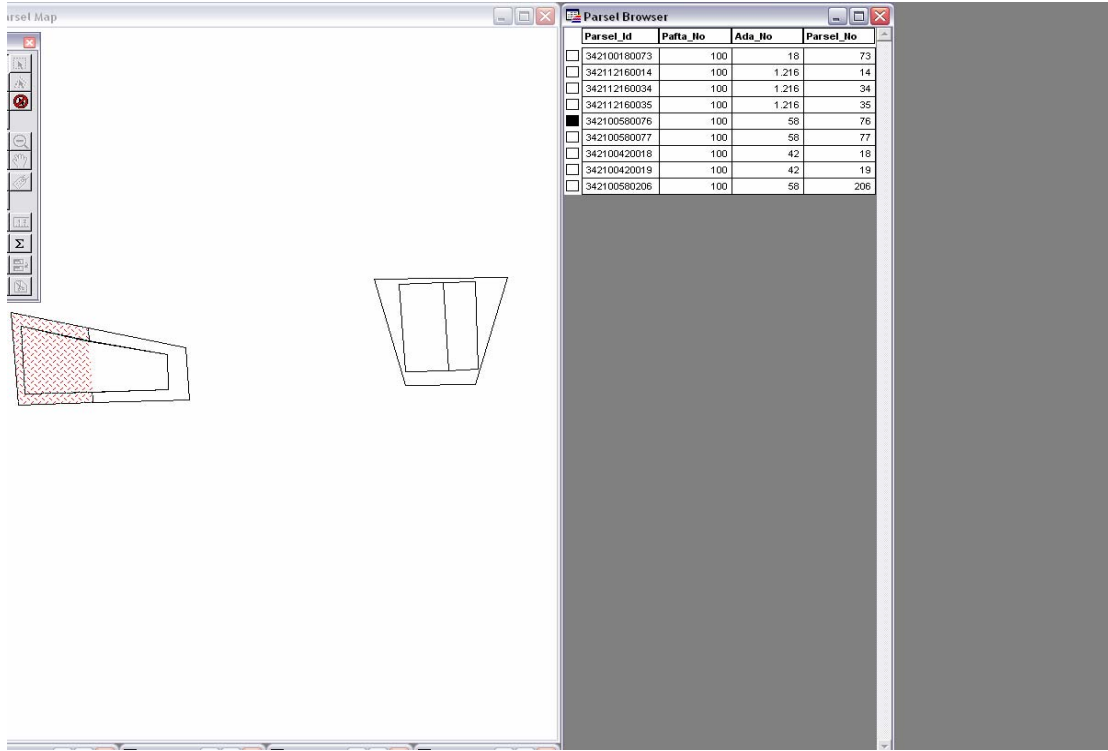 arsel Map
Parsel Browser
Parsel_Id Pafta_No Ada_No Parsel_No
342100180073 100 18 73
342112160014 100 1.216 14
342112160034 100 1.216 34
342112160035 100 1.216 35
342100580076 100 58 76
342100580077 100 58 77
342100420018 100 42 18
342100420019 100 42 19
342100580206 100 58 206
Σ